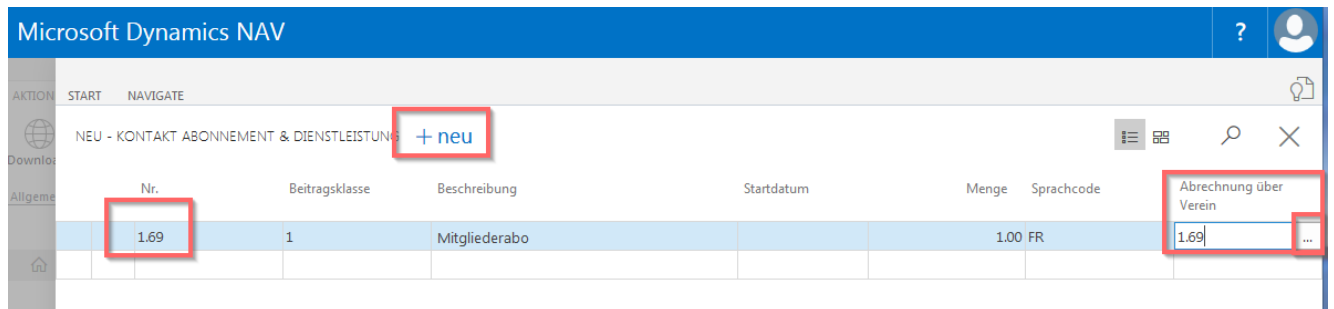 Microsoft Dynamics NAV ?
AKTION START NAVIGATE
NEU - KONTAKT ABONNEMENT & DIENSTLEISTUNG + neu
Downloa
Allgeme Nr. Beitragsklasse Beschreibung Startdatum Menge Sprachcode Abrechnung über
Verein
1.69 1 Mitgliederabo 1.00 FR 1.69 ...